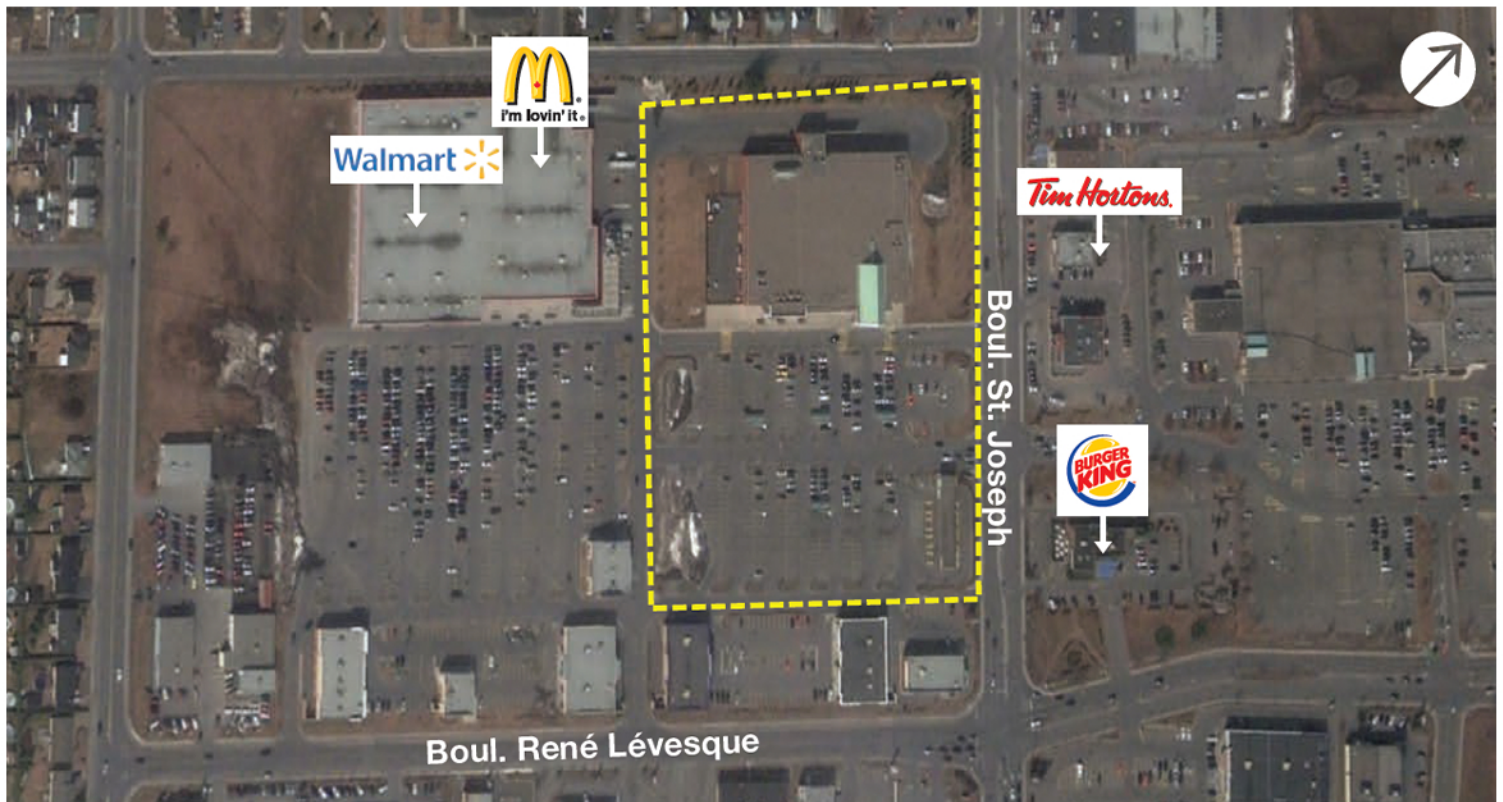 i'm lovin' it
Walmart
Tim Hortons
BURGER
KING
Boul. St. Joseph
Boul. René Lévesque